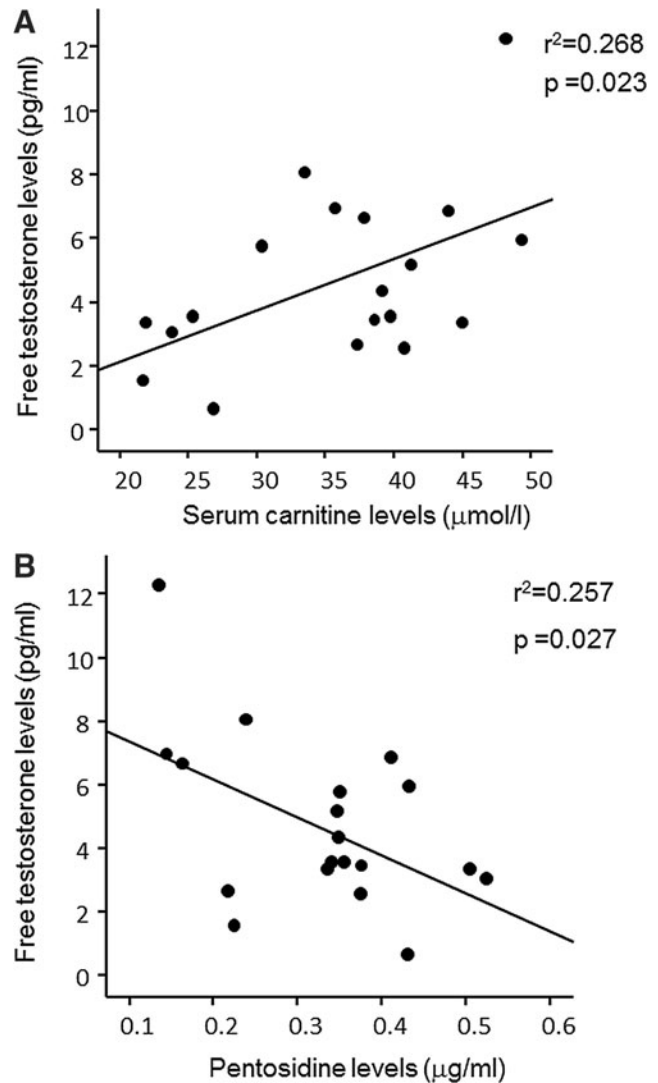 A
r²=0.268
p =0.023
Free testosterone levels (pg/ml)
12
10
8
6
4
2
0
20 25 30 35 40 45 50
Serum carnitine levels (μmol/l)
B
r²=0.257
p =0.027
Free testosterone levels (pg/ml)
12
10
8
6
4
2
0
0.1 0.2 0.3 0.4 0.5 0.6
Pentosidine levels (μg/ml)